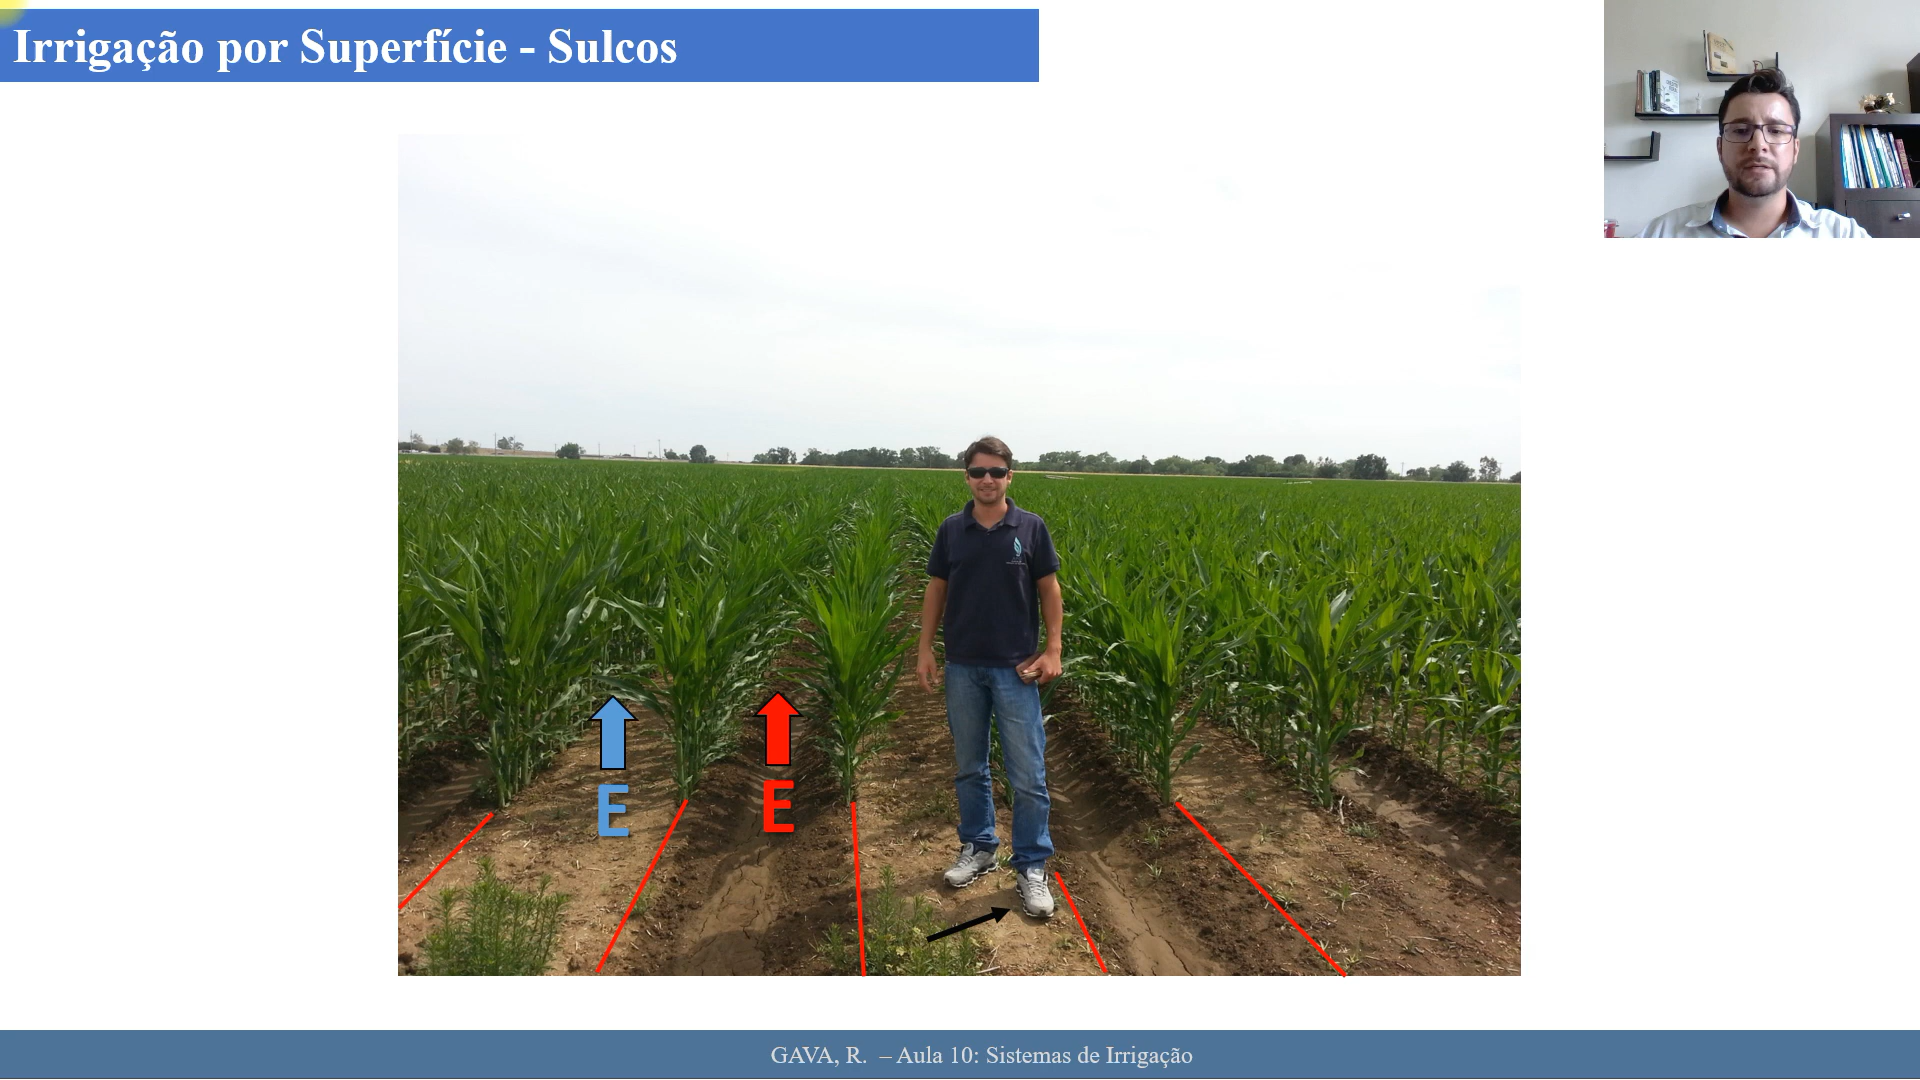 Irrigação por Superfície - Sulcos
E
E
GAVA, R. – Aula 10: Sistemas de Irrigação